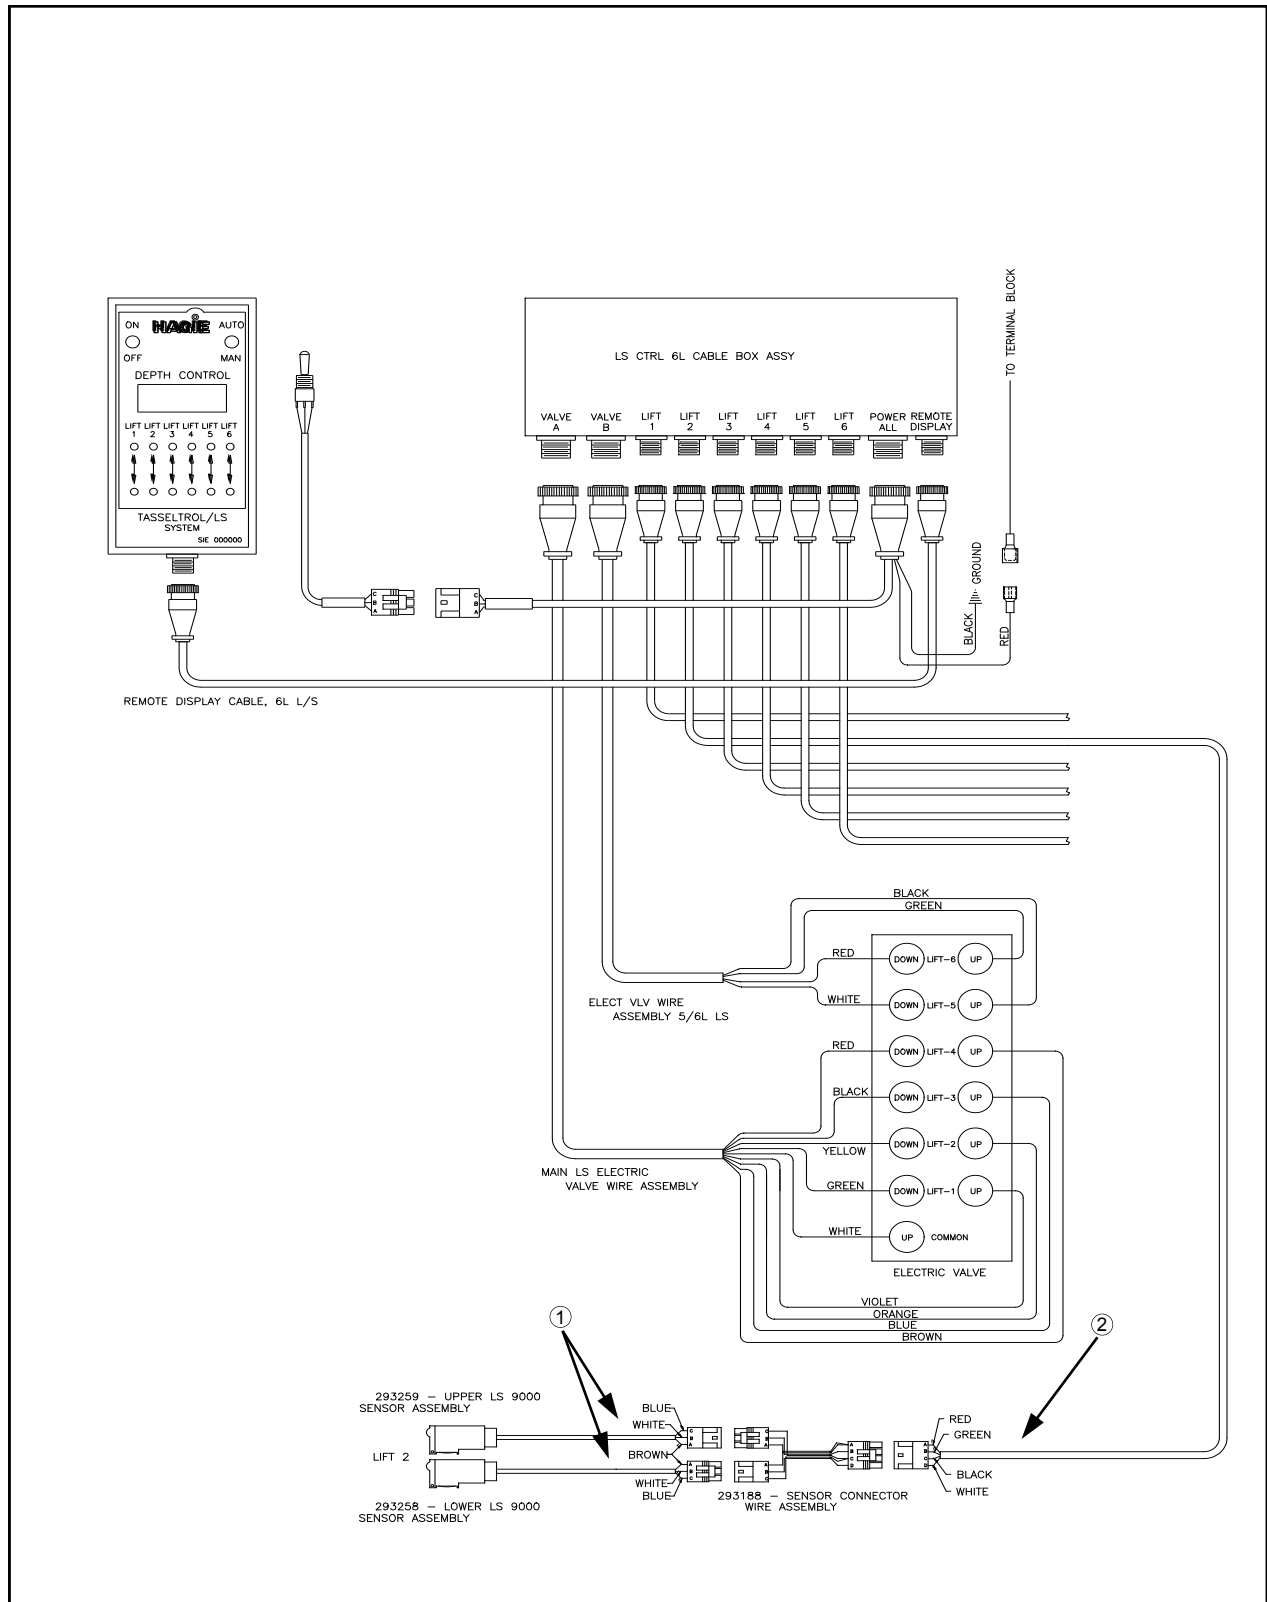 ON HAGIE AUTO
OFF MAN
DEPTH CONTROL
LIFT LIFT LIFT LIFT LIFT LIFT
1 2 3 4 5 6
TASSELTROL/LS
SYSTEM
SIE 000000
LS CTRL 6L CABLE BOX ASSY
VALVE A
VALVE B
LIFT 1
LIFT 2
LIFT 3
LIFT 4
LIFT 5
LIFT 6
POWER ALL
REMOTE DISPLAY
TO TERMINAL BLOCK
GROUND
BLACK
RED
C
B
A
C
B
A
REMOTE DISPLAY CABLE, 6L L/S
BLACK
GREEN
RED
DOWN LIFT-6 UP
WHITE
DOWN LIFT-5 UP
ELECT VLV WIRE
ASSEMBLY 5/6L LS
RED
DOWN LIFT-4 UP
BLACK
DOWN LIFT-3 UP
YELLOW
DOWN LIFT-2 UP
MAIN LS ELECTRIC
VALVE WIRE ASSEMBLY
GREEN
DOWN LIFT-1 UP
WHITE
UP COMMON
ELECTRIC VALVE
VIOLET
ORANGE
BLUE
BROWN
1
2
293259 - UPPER LS 9000
SENSOR ASSEMBLY
LIFT 2
293258 - LOWER LS 9000
SENSOR ASSEMBLY
BLUE
WHITE
BROWN
WHITE
BLUE
C
B
A
A
B
C
C
B
A
A
B
C
A
B
C
D
A
B
C
D
293188 - SENSOR CONNECTOR
WIRE ASSEMBLY
RED
GREEN
BLACK
WHITE